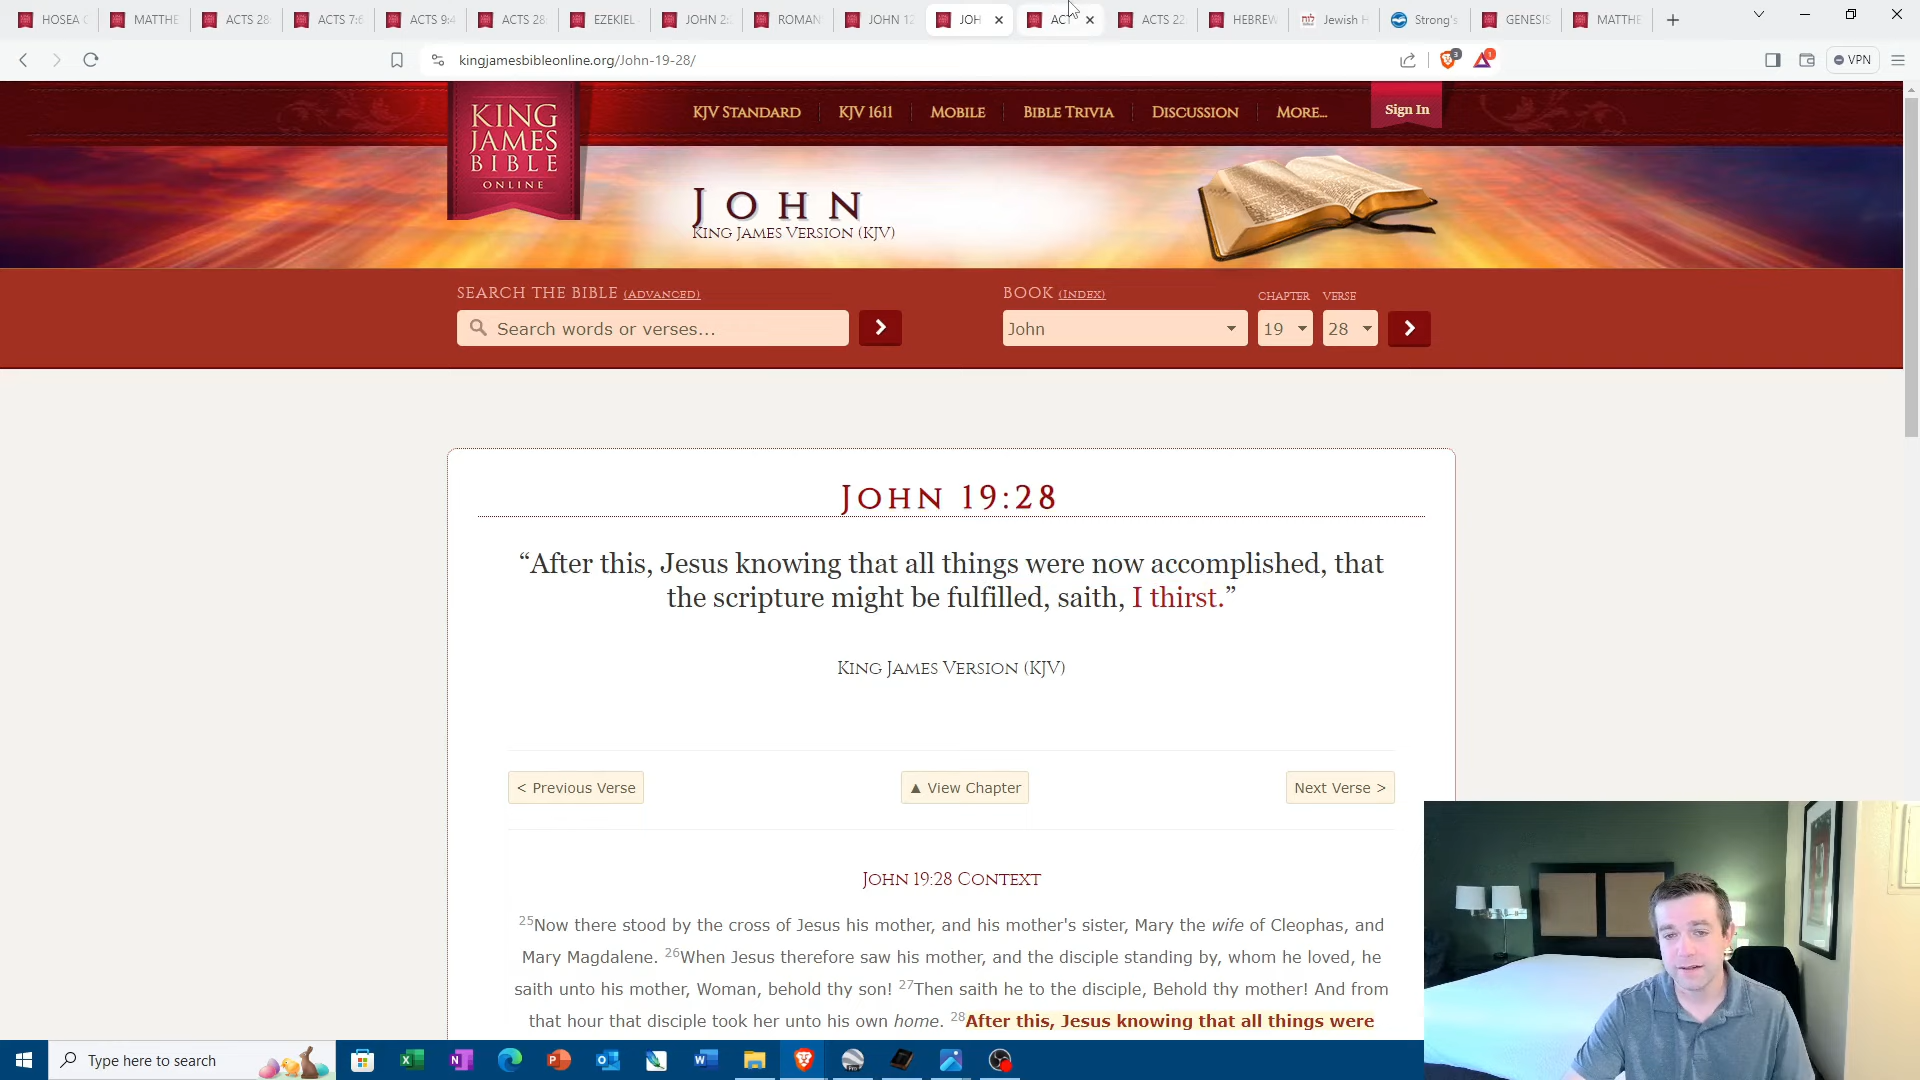 HOSEA
MATTHE
ACTS 28
ACTS 7:6
ACTS 9:4
ACTS 28
EZEKIEL
JOHN 2:
ROMAN
JOHN 12
JOH
ACT
ACTS 22
HEBREW
Jewish H
Strong's
GENESIS
MATTHE
kingjamesbibleonline.org/John-19-28/
3
1
VPN
KING
JAMES
BIBLE
ONLINE
KJV STANDARD
KJV 1611
MOBILE
BIBLE TRIVIA
DISCUSSION
MORE...
Sign In
JOHN
KING JAMES VERSION (KJV)
SEARCH THE BIBLE (ADVANCED)
Search words or verses...
BOOK (INDEX)
CHAPTER
VERSE
John
19
28
JOHN 19:28
“After this, Jesus knowing that all things were now accomplished, that
the scripture might be fulfilled, saith, I thirst.”
KING JAMES VERSION (KJV)
< Previous Verse
▲ View Chapter
Next Verse >
JOHN 19:28 CONTEXT
25Now there stood by the cross of Jesus his mother, and his mother's sister, Mary the wife of Cleophas, and
Mary Magdalene. 26When Jesus therefore saw his mother, and the disciple standing by, whom he loved, he
saith unto his mother, Woman, behold thy son! 27Then saith he to the disciple, Behold thy mother! And from
that hour that disciple took her unto his own home. 28After this, Jesus knowing that all things were
Type here to search